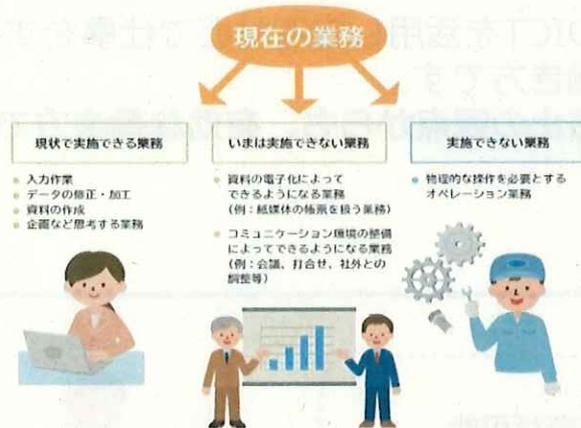 現在の業務
現状で実施できる業務
入力作業
データの修正・加工
資料の作成
企画など思考する業務
いまは実施できない業務
資料の電子化によって
できるようになる業務
（例：紙媒体の帳票を扱う業務）
コミュニケーション環境の整備
によってできるようになる業務
（例：会議、打合せ、社外との
調整等）
実施できない業務
物理的な操作を必要とする
オペレーション業務